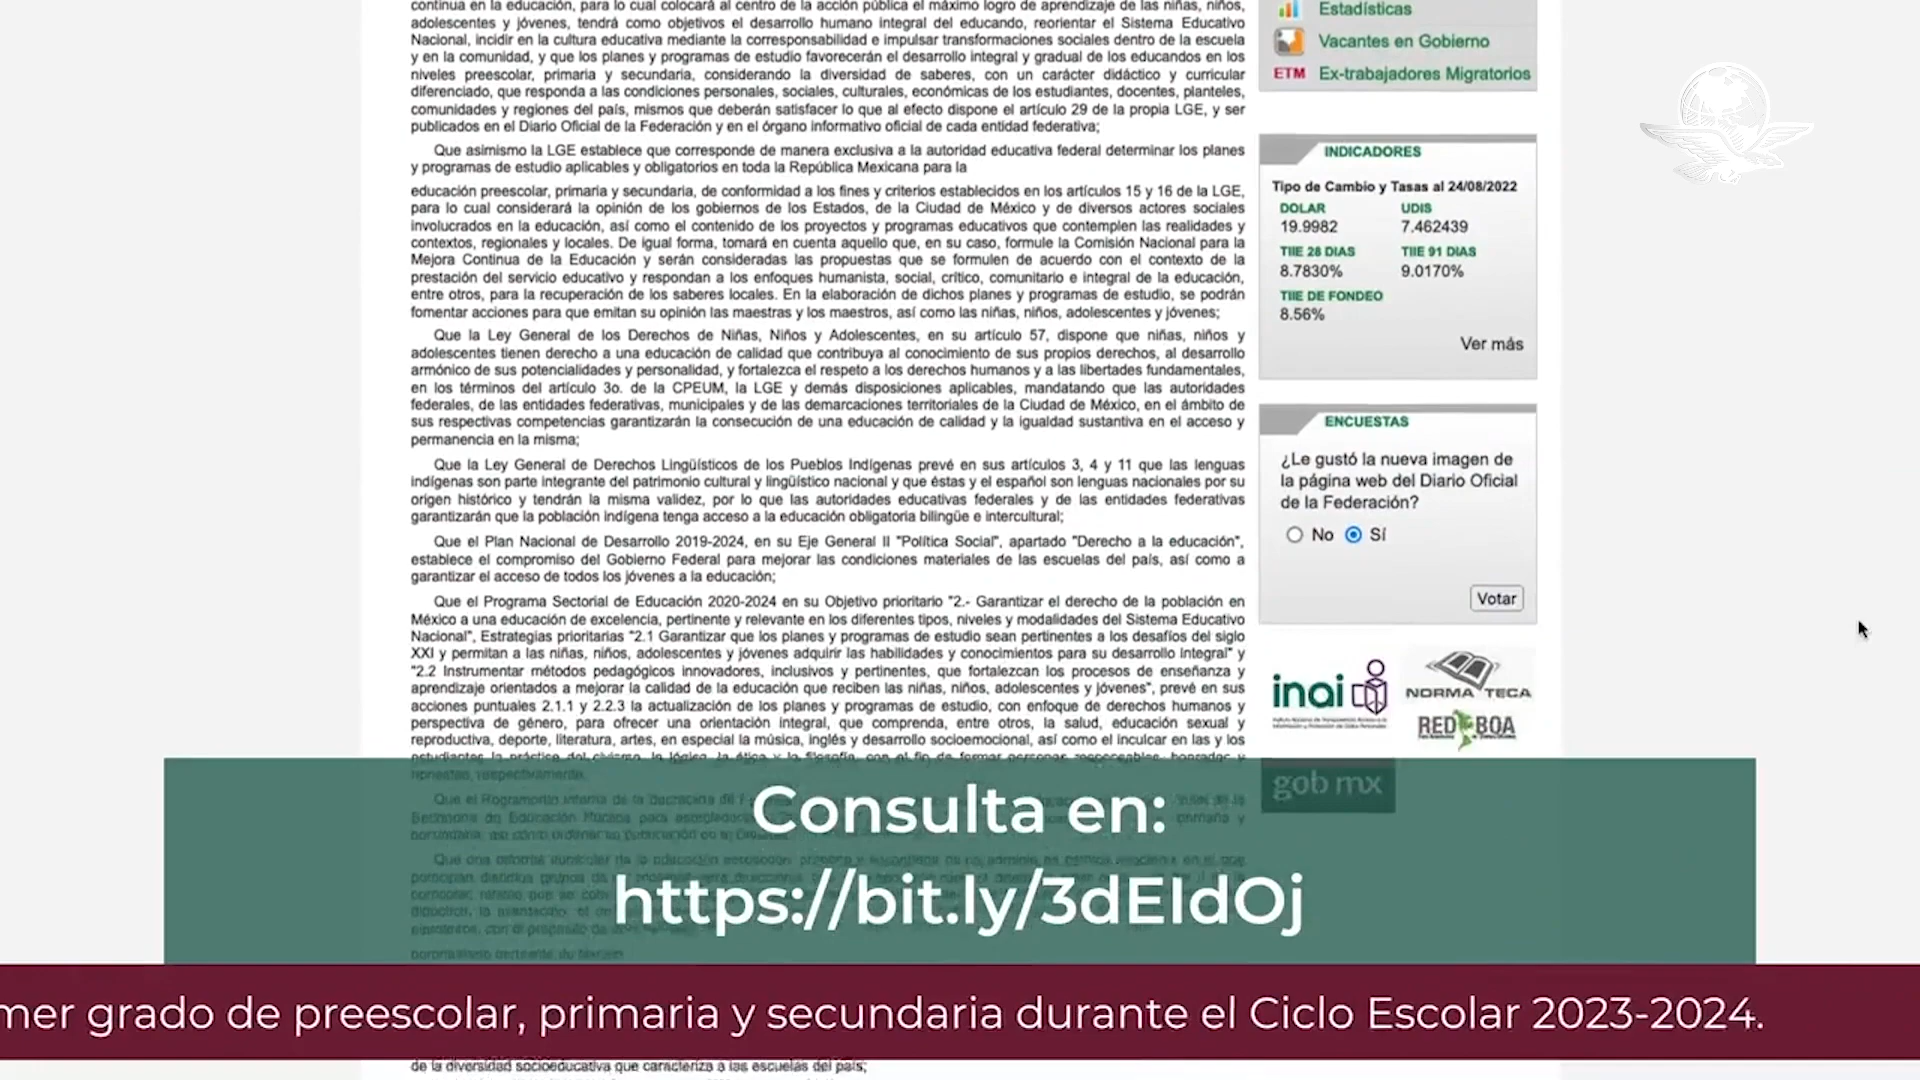 continua en la educación, para lo cual colocará al centro de la acción pública el máximo logro de aprendizaje de las niñas, niños,
adolescentes y jóvenes, tendrá como objetivos el desarrollo humano integral del educando, reorientar el Sistema Educativo
Nacional, incidir en la cultura educativa mediante la corresponsabilidad e impulsar transformaciones sociales dentro de la escuela
y en la comunidad, y que los planes y programas de estudio favorecerán el desarrollo integral y gradual de los educandos en los
niveles preescolar, primaria y secundaria, considerando la diversidad de saberes, con un carácter didáctico y curricular
diferenciado, que responda a las condiciones personales, sociales, culturales, económicas de los estudiantes, docentes, planteles,
comunidades y regiones del país, mismos que deberán satisfacer lo que al efecto dispone el artículo 29 de la propia LGE, y ser
publicados en el Diario Oficial de la Federación y en el órgano informativo oficial de cada entidad federativa;
Que asimismo la LGE establece que corresponde de manera exclusiva a la autoridad educativa federal determinar los planes
y programas de estudio aplicables y obligatorios en toda la República Mexicana para la
educación preescolar, primaria y secundaria, de conformidad a los fines y criterios establecidos en los artículos 15 y 16 de la LGE,
para lo cual considerará la opinión de los gobiernos de los Estados, de la Ciudad de México y de diversos actores sociales
involucrados en la educación, así como el contenido de los proyectos y programas educativos que contemplen las realidades y
contextos, regionales y locales. De igual forma, tomará en cuenta aquello que, en su caso, formule la Comisión Nacional para la
Mejora Continua de la Educación y serán consideradas las propuestas que se formulen de acuerdo con el contexto de la
prestación del servicio educativo y respondan a los enfoques humanista, social, crítico, comunitario e integral de la educación,
entre otros, para la recuperación de los saberes locales. En la elaboración de dichos planes y programas de estudio, se podrán
fomentar acciones para que emitan su opinión las maestras y los maestros, así como las niñas, niños, adolescentes y jóvenes;
Que la Ley General de los Derechos de Niñas, Niños y Adolescentes, en su artículo 57, dispone que niñas, niños y
adolescentes tienen derecho a una educación de calidad que contribuya al conocimiento de sus propios derechos, al desarrollo
armónico de sus potencialidades y personalidad, y fortalezca el respeto a los derechos humanos y a las libertades fundamentales,
en los términos del artículo 3o. de la CPEUM, la LGE y demás disposiciones aplicables, mandatando que las autoridades
federales, de las entidades federativas, municipales y de las demarcaciones territoriales de la Ciudad de México, en el ámbito de
sus respectivas competencias garantizarán la consecución de una educación de calidad y la igualdad sustantiva en el acceso y
permanencia en la misma;
Que la Ley General de Derechos Lingüísticos de los Pueblos Indígenas prevé en sus artículos 3, 4 y 11 que las lenguas
indígenas son parte integrante del patrimonio cultural y lingüístico nacional y que éstas y el español son lenguas nacionales por su
origen histórico y tendrán la misma validez, por lo que las autoridades educativas federales y de las entidades federativas
garantizarán que la población indígena tenga acceso a la educación obligatoria bilingüe e intercultural;
Que el Plan Nacional de Desarrollo 2019-2024, en su Eje General II "Política Social", apartado "Derecho a la educación",
establece el compromiso del Gobierno Federal para mejorar las condiciones materiales de las escuelas del país, así como a
garantizar el acceso de todos los jóvenes a la educación;
Que el Programa Sectorial de Educación 2020-2024 en su Objetivo prioritario "2.- Garantizar el derecho de la población en
México a una educación de excelencia, pertinente y relevante en los diferentes tipos, niveles y modalidades del Sistema Educativo
Nacional", Estrategias prioritarias "2.1 Garantizar que los planes y programas de estudio sean pertinentes a los desafíos del siglo
XXI y permitan a las niñas, niños, adolescentes y jóvenes adquirir las habilidades y conocimientos para su desarrollo integral" y
"2.2 Instrumentar métodos pedagógicos innovadores, inclusivos y pertinentes, que fortalezcan los procesos de enseñanza y
aprendizaje orientados a mejorar la calidad de la educación que reciben las niñas, niños, adolescentes y jóvenes", prevé en sus
acciones puntuales 2.1.1 y 2.2.3 la actualización de los planes y programas de estudio, con enfoque de derechos humanos y
perspectiva de género, para ofrecer una orientación integral, que comprenda, entre otros, la salud, educación sexual y
reproductiva, deporte, literatura, artes, en especial la música, inglés y desarrollo socioemocional, así como el inculcar en las y los
estudiantes la práctica del civismo, la lógica, la ética y la filosofía, con el fin de formar personas responsables, honradas y
honestas, respectivamente.
Estadísticas
Vacantes en Gobierno
ETM Ex-trabajadores Migratorios
INDICADORES
Tipo de Cambio y Tasas al 24/08/2022
DOLAR UDIS
19.9982 7.462439
TIIE 28 DIAS TIIE 91 DIAS
8.7830% 9.0170%
TIIE DE FONDEO
8.56%
Ver más
ENCUESTAS
¿Le gustó la nueva imagen de
la página web del Diario Oficial
de la Federación?
No Sí
Votar
inai
NORMATECA
RED BOA
gob mx
Consulta en:
https://bit.ly/3dEIdOj
mer grado de preescolar, primaria y secundaria durante el Ciclo Escolar 2023-2024.
de la diversidad socioeducativa que caracteriza a las escuelas del país;